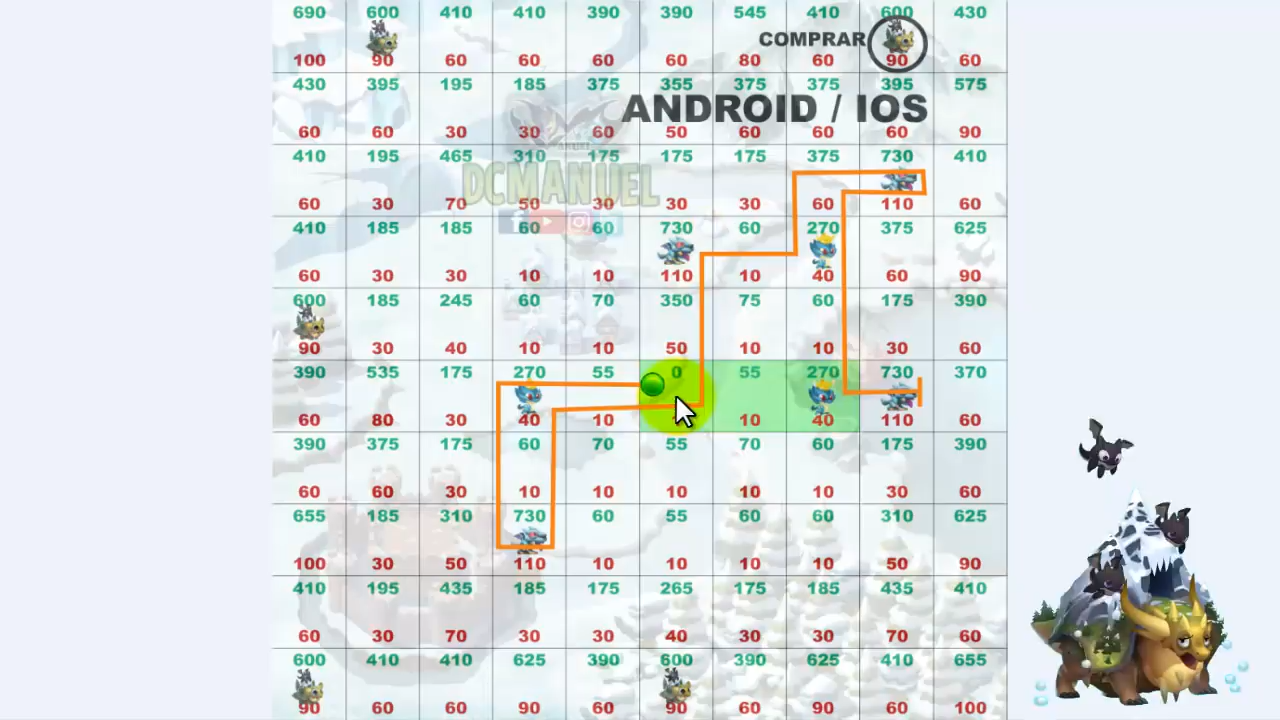 690 600 410 410 390 390 545 410 600 430
COMPRAR
100 90 60 60 60 60 80 60 90 60
430 395 195 185 375 355 375 375 395 575
ANDROID / IOS
60 60 30 30 60 50 60 60 60 90
410 195 465 310 175 175 175 375 730 410
DCMANUEL
60 30 70 50 30 30 30 60 110 60
410 185 185 60 60 730 60 270 375 625
60 30 30 10 10 110 10 40 60 90
600 185 245 60 70 350 75 60 175 390
90 30 40 10 10 50 10 10 30 60
390 535 175 270 55 0 55 270 730 370
60 80 30 40 10 10 40 110 60
390 375 175 60 70 55 70 60 175 390
60 60 30 10 10 10 10 10 30 60
655 185 310 730 60 55 60 60 310 625
100 30 50 110 10 10 10 10 50 90
410 195 435 185 175 265 175 185 435 410
60 30 70 30 30 40 30 30 70 60
600 410 410 625 390 600 390 625 410 655
90 60 60 90 60 90 60 90 60 100